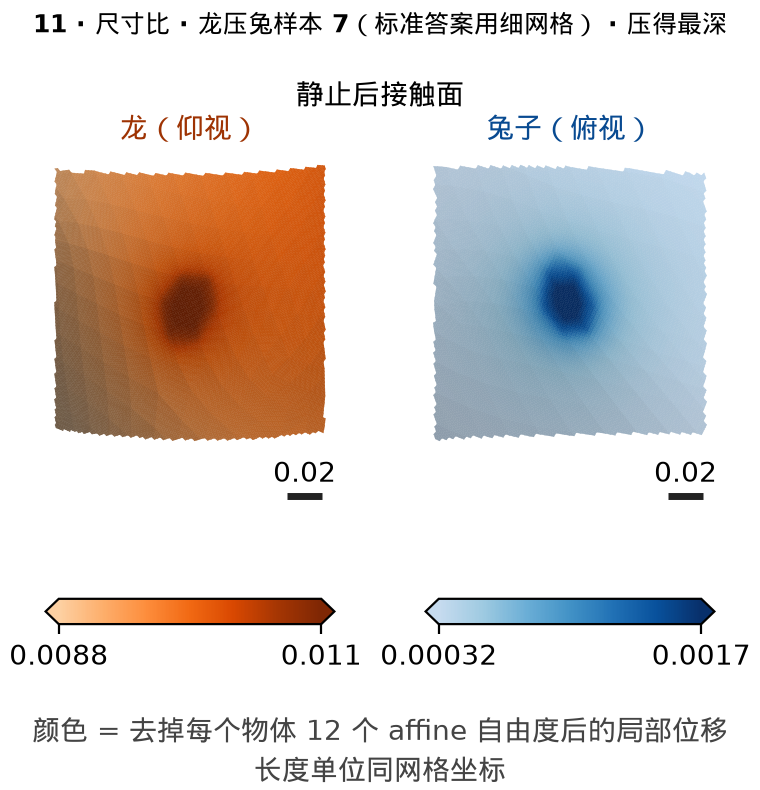 11 · 尺寸比 · 龙压兔样本 7（标准答案用细网格）· 压得最深
静止后接触面
龙（仰视）
兔子（俯视）
0.02
0.02
0.0088
0.011
0.00032
0.0017
颜色 = 去掉每个物体 12 个 affine 自由度后的局部位移
长度单位同网格坐标